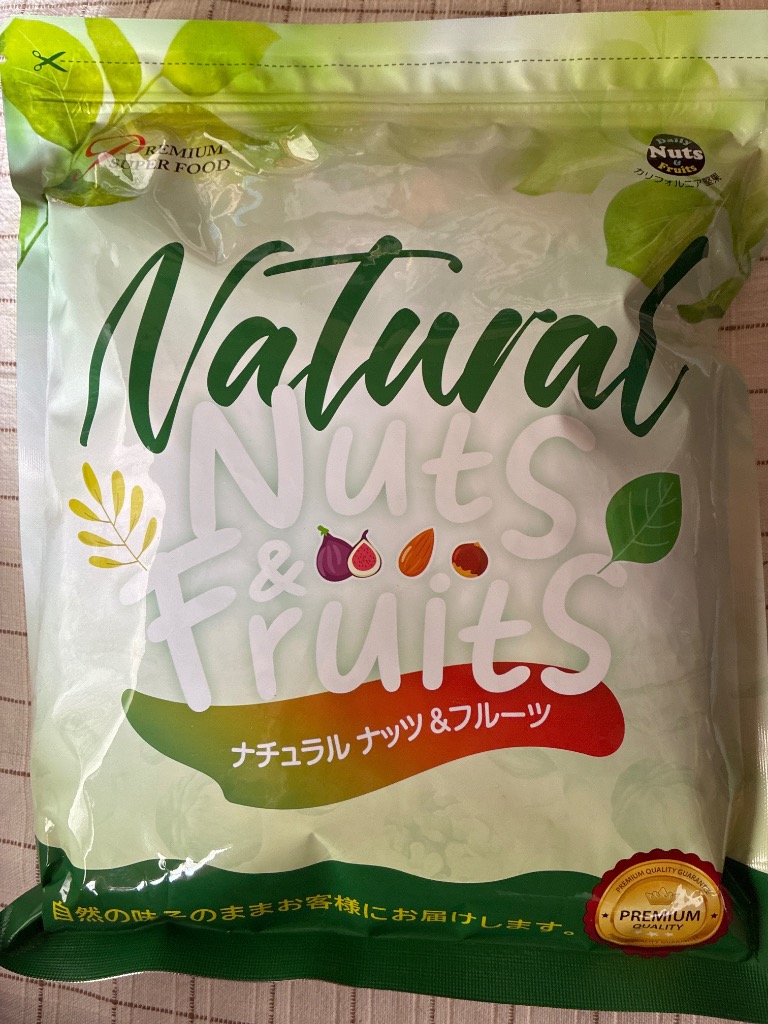 PREMIUM
SUPER FOOD
Daily
Nuts
&
Fruits
カリフォルニア堅果
Natural
Nuts
&
Fruits
ナチュラル ナッツ&フルーツ
自然の味そのままお客様にお届けします。
PREMIUM QUALITY GUARANTEE
PREMIUM
QUALITY